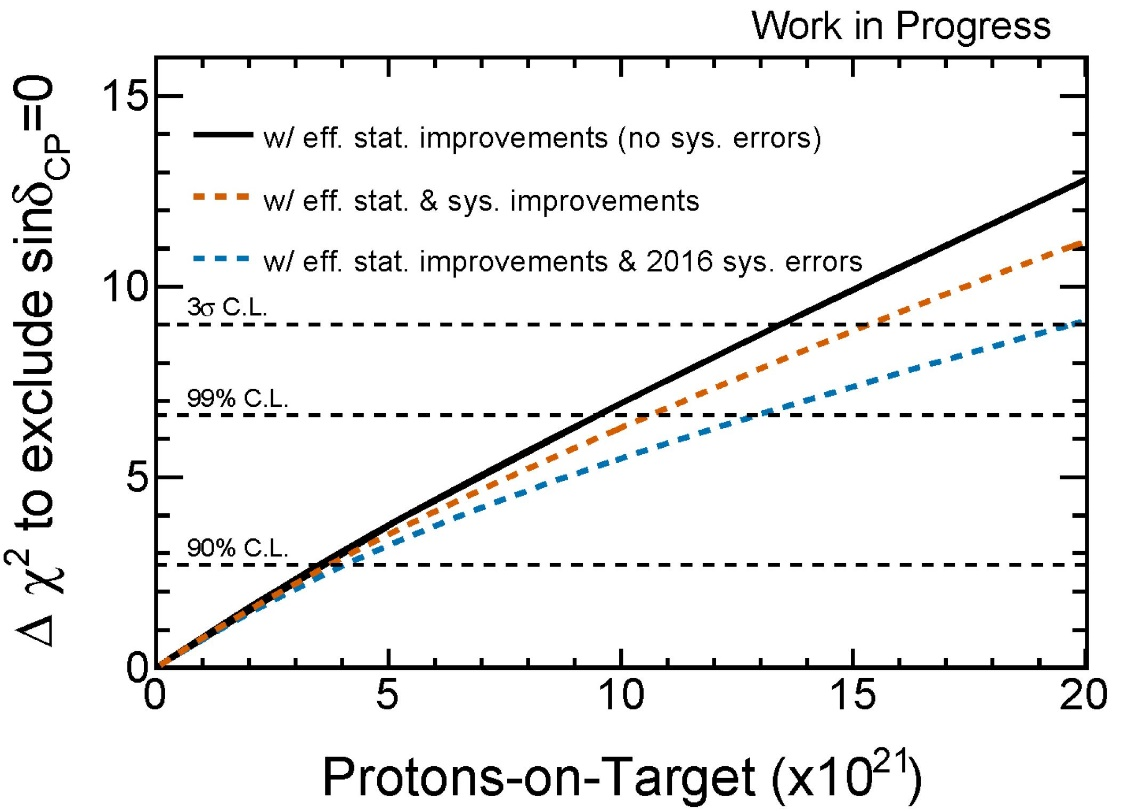 Work in Progress
Δ χ² to exclude sinδCP=0
15
10
5
0
w/ eff. stat. improvements (no sys. errors)
w/ eff. stat. & sys. improvements
w/ eff. stat. improvements & 2016 sys. errors
3σ C.L.
99% C.L.
90% C.L.
0 5 10 15 20
Protons-on-Target (x10²¹)